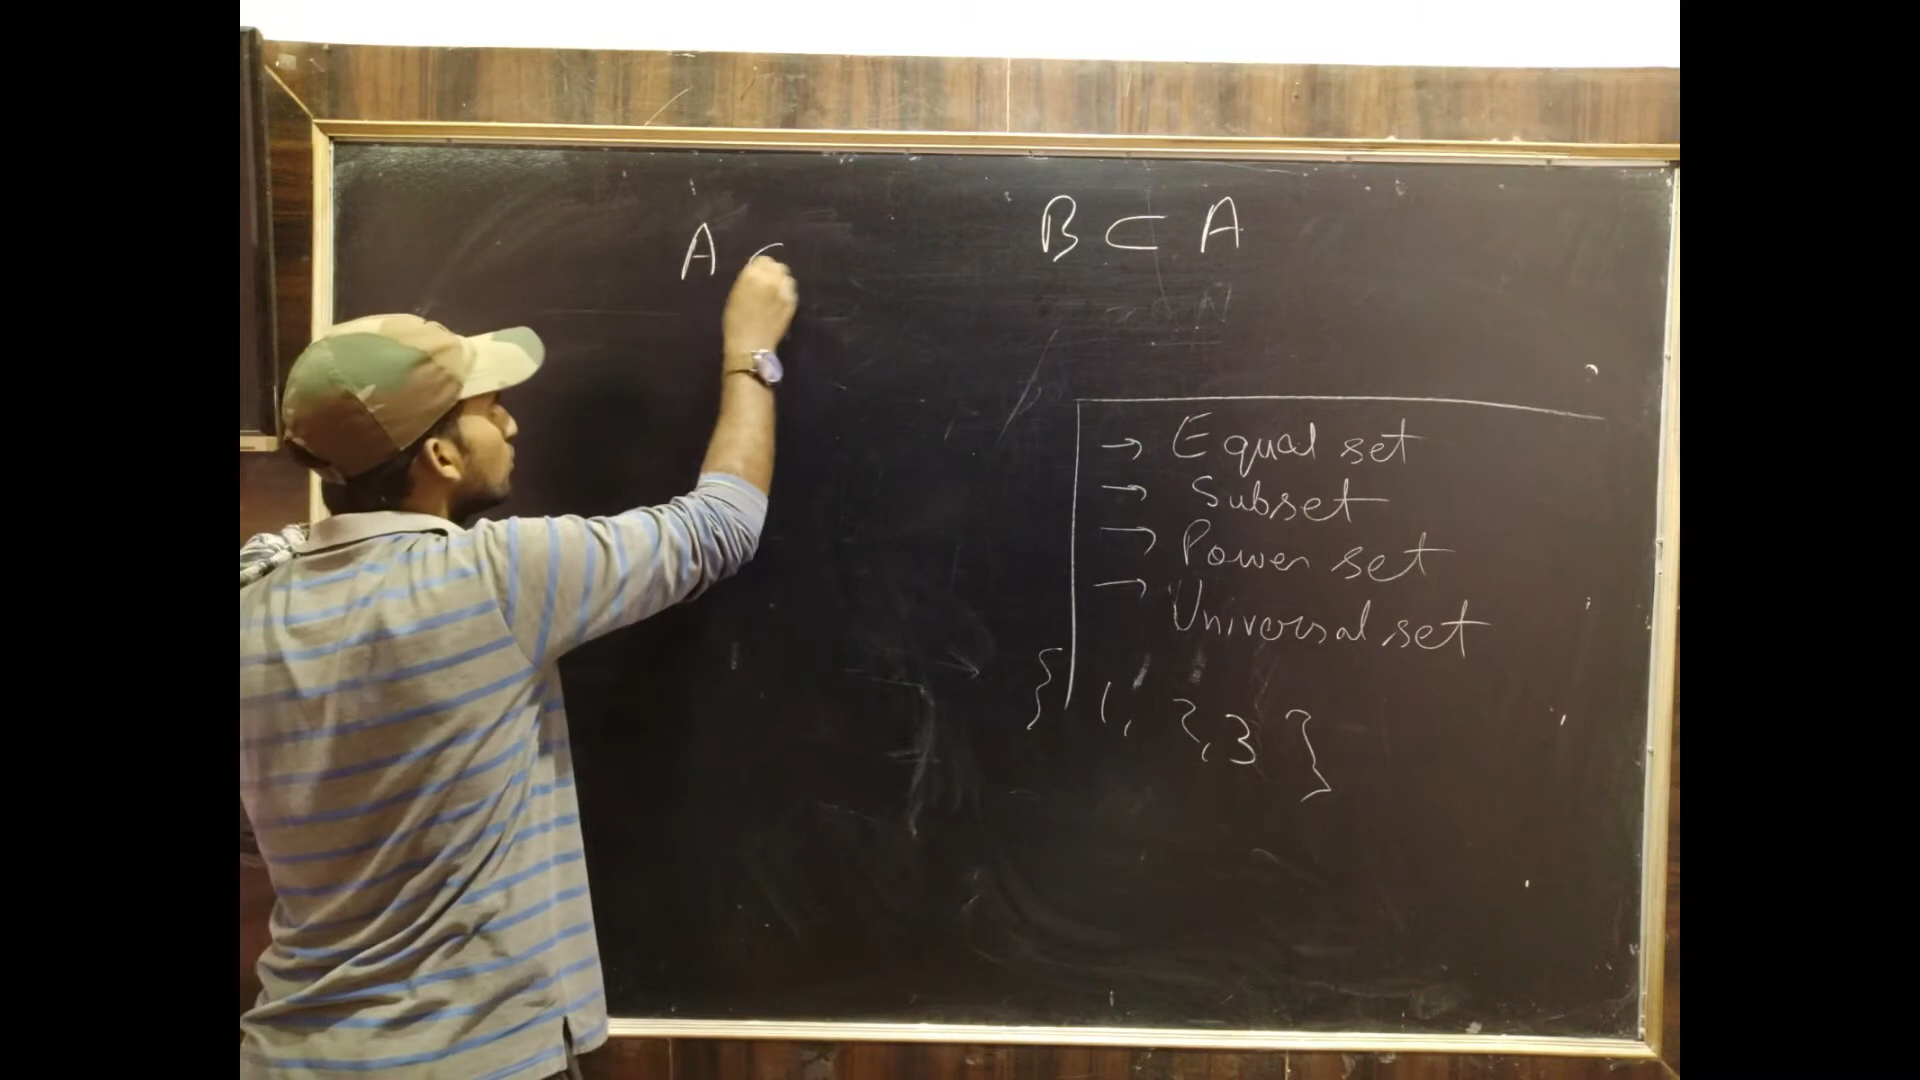 A ⊂
B ⊂ A
→ Equal set
→ Subset
→ Power set
→ Universal set
{ 1, 2, 3 }